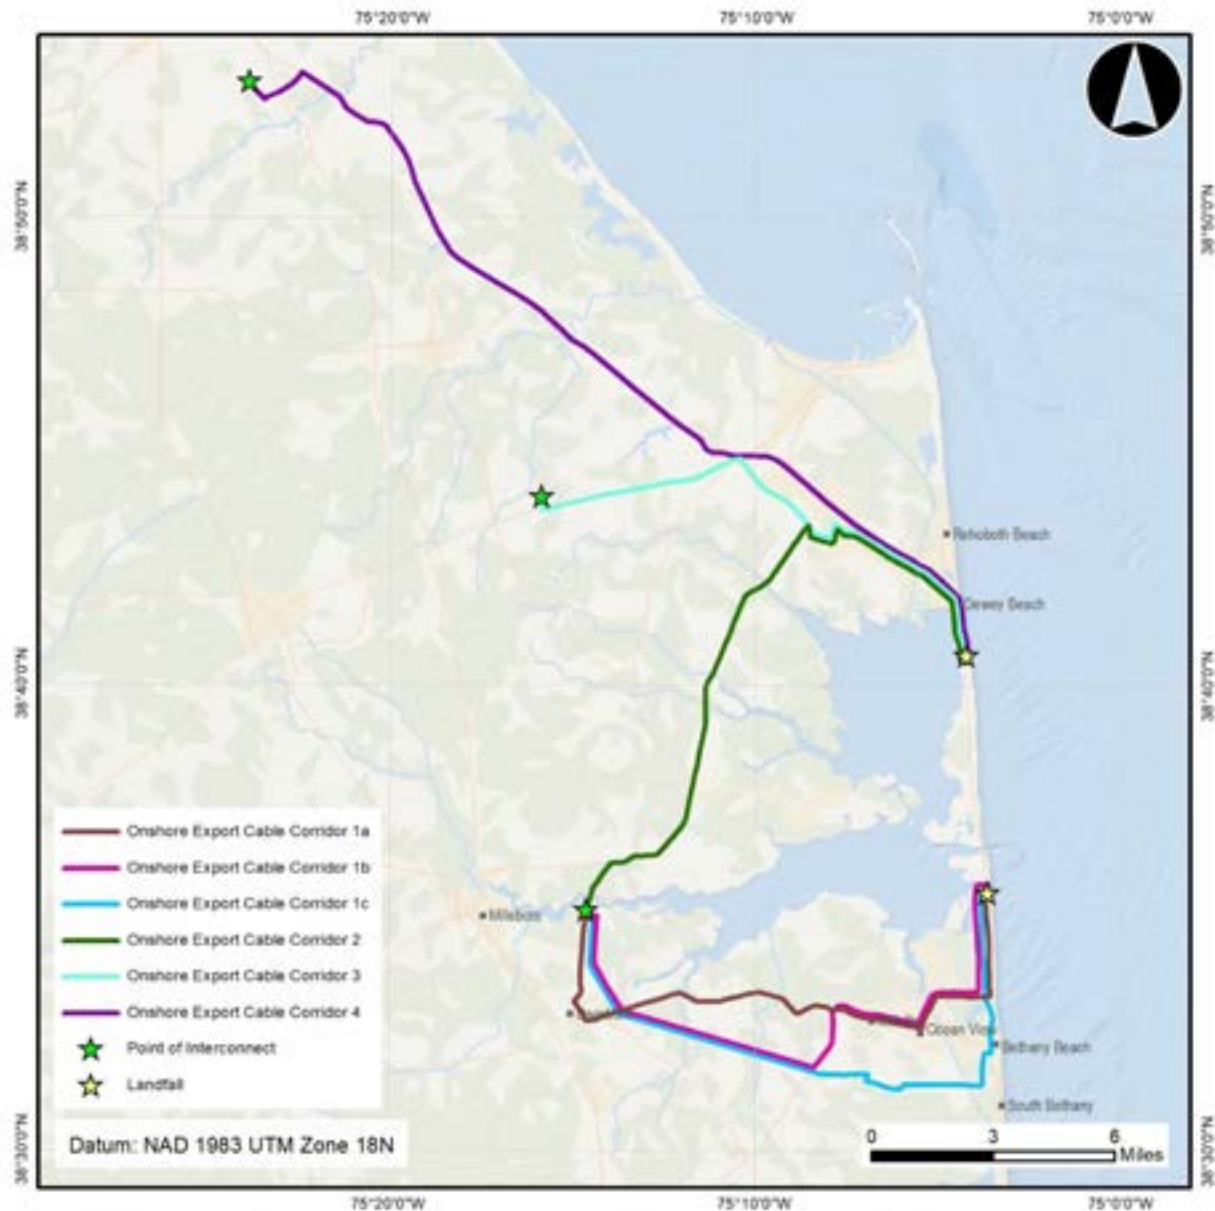 75°20'0"W
75°10'0"W
75°0'0"W
38°50'0"N
38°50'0"N
Rehoboth Beach
Dewey Beach
38°40'0"N
38°40'0"N
Onshore Export Cable Corridor 1a
Onshore Export Cable Corridor 1b
Onshore Export Cable Corridor 1c
Onshore Export Cable Corridor 2
Onshore Export Cable Corridor 3
Onshore Export Cable Corridor 4
Point of Interconnect
Landfall
Millsboro
Ocean View
Bethany Beach
South Bethany
Datum: NAD 1983 UTM Zone 18N
0 3 6
Miles
38°30'0"N
38°30'0"N
75°20'0"W
75°10'0"W
75°0'0"W